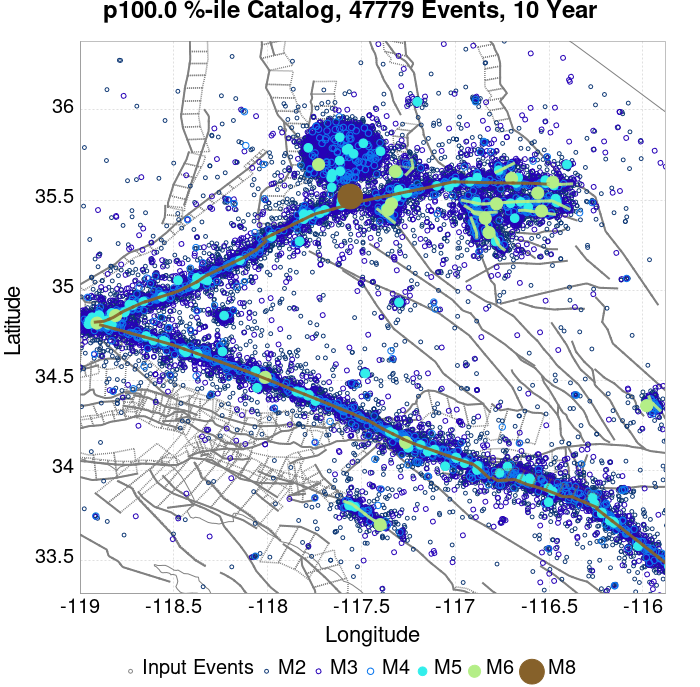 p100.0 %-ile Catalog, 47779 Events, 10 Year
36
35.5
35
34.5
34
33.5
Latitude
-119 -118.5 -118 -117.5 -117 -116.5 -116
Longitude
Input Events M2 M3 M4 M5 M6 M8